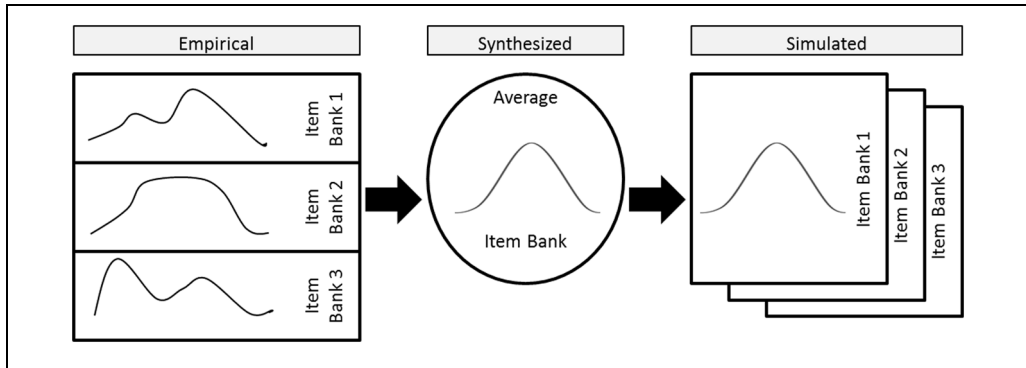 Empirical
Synthesized
Simulated
Item
Bank 1
Item
Bank 2
Item
Bank 3
Average
Item Bank
Item Bank 1
Item Bank 2
Item Bank 3